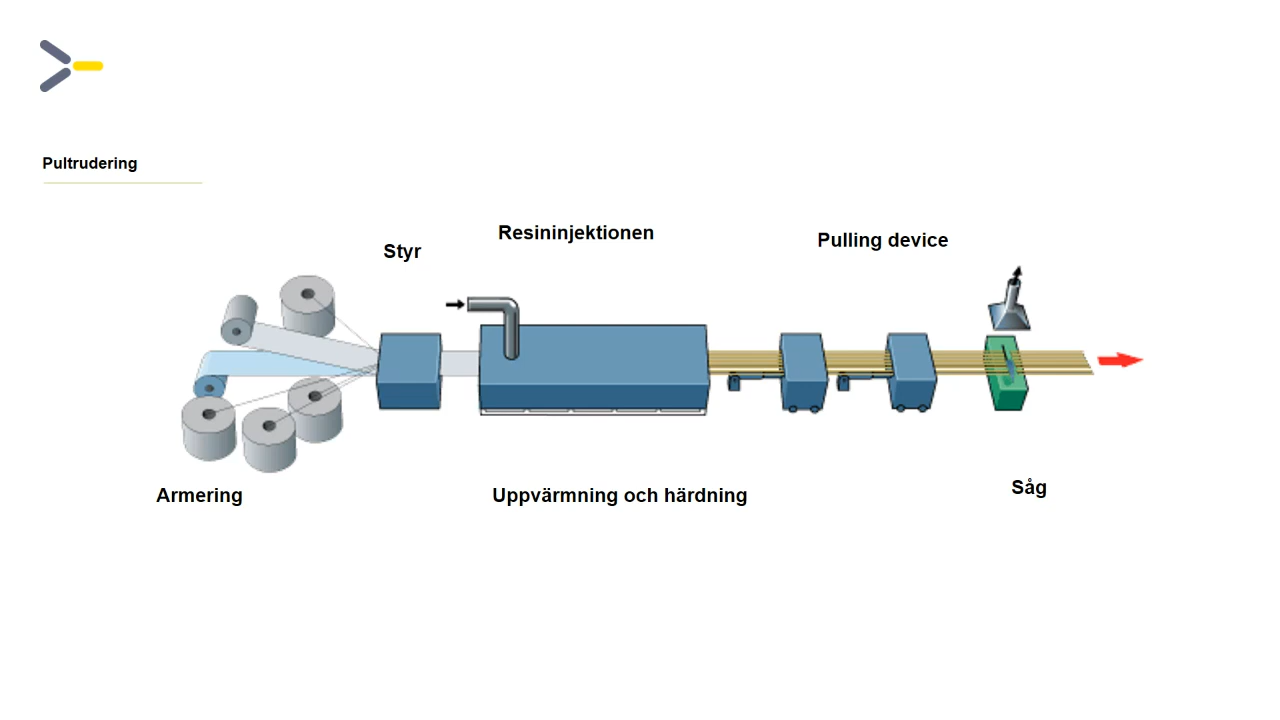 Pultrudering
Resininjektionen
Pulling device
Styr
Armering
Uppvärmning och härdning
Såg